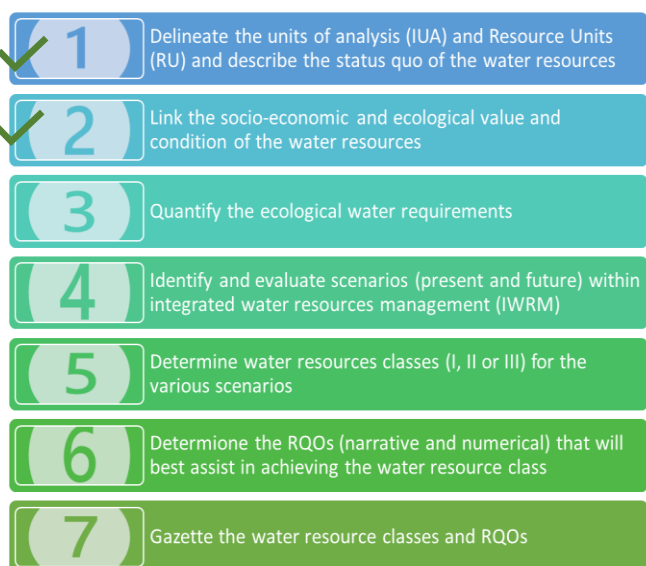 1
Delineate the units of analysis (IUA) and Resource Units
(RU) and describe the status quo of the water resources
2
Link the socio-economic and ecological value and
condition of the water resources
3
Quantify the ecological water requirements
4
Identify and evaluate scenarios (present and future) within
integrated water resources management (IWRM)
5
Determine water resources classes (I, II or III) for the
various scenarios
6
Determione the RQOs (narrative and numerical) that will
best assist in achieving the water resource class
7
Gazette the water resource classes and RQOs